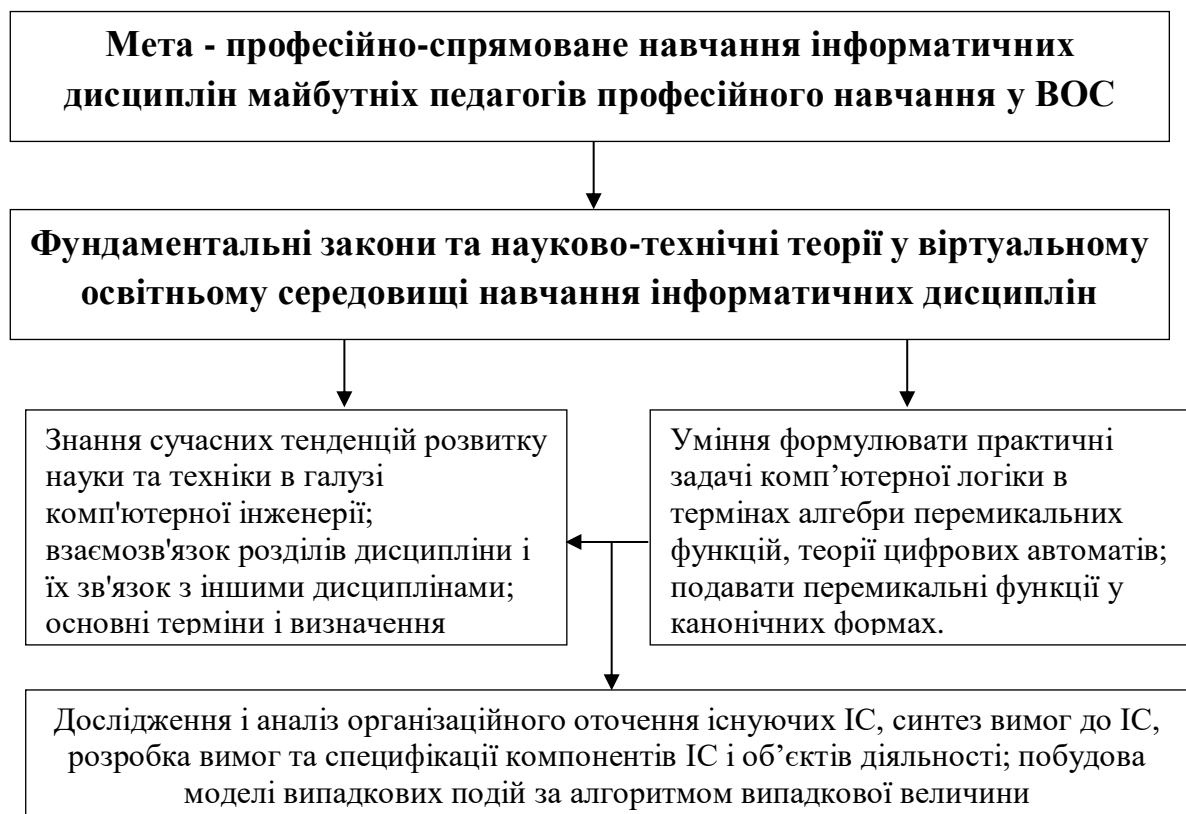 Мета - професійно-спрямоване навчання інформатичних
дисциплін майбутніх педагогів професійного навчання у ВОС
Фундаментальні закони та науково-технічні теорії у віртуальному
освітньому середовищі навчання інформатичних дисциплін
Знання сучасних тенденцій розвитку
науки та техніки в галузі
комп'ютерної інженерії;
взаємозв'язок розділів дисципліни і
їх зв'язок з іншими дисциплінами;
основні терміни і визначення
Уміння формулювати практичні
задачі комп’ютерної логіки в
термінах алгебри перемикальних
функцій, теорії цифрових автоматів;
подавати перемикальні функції у
канонічних формах.
Дослідження і аналіз організаційного оточення існуючих ІС, синтез вимог до ІС,
розробка вимог та специфікації компонентів ІС і об’єктів діяльності; побудова
моделі випадкових подій за алгоритмом випадкової величини